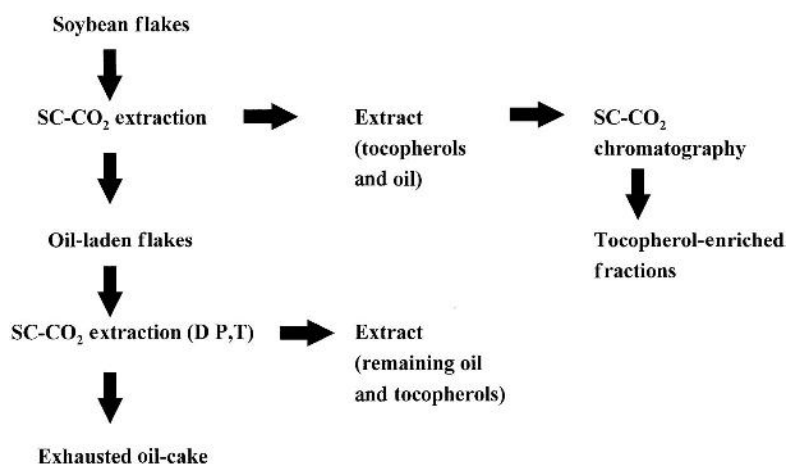 Soybean flakes
SC-CO₂ extraction
Extract
(tocopherols
and oil)
SC-CO₂
chromatography
Oil-laden flakes
Tocopherol-enriched
fractions
SC-CO₂ extraction (D P,T)
Extract
(remaining oil
and tocopherols)
Exhausted oil-cake